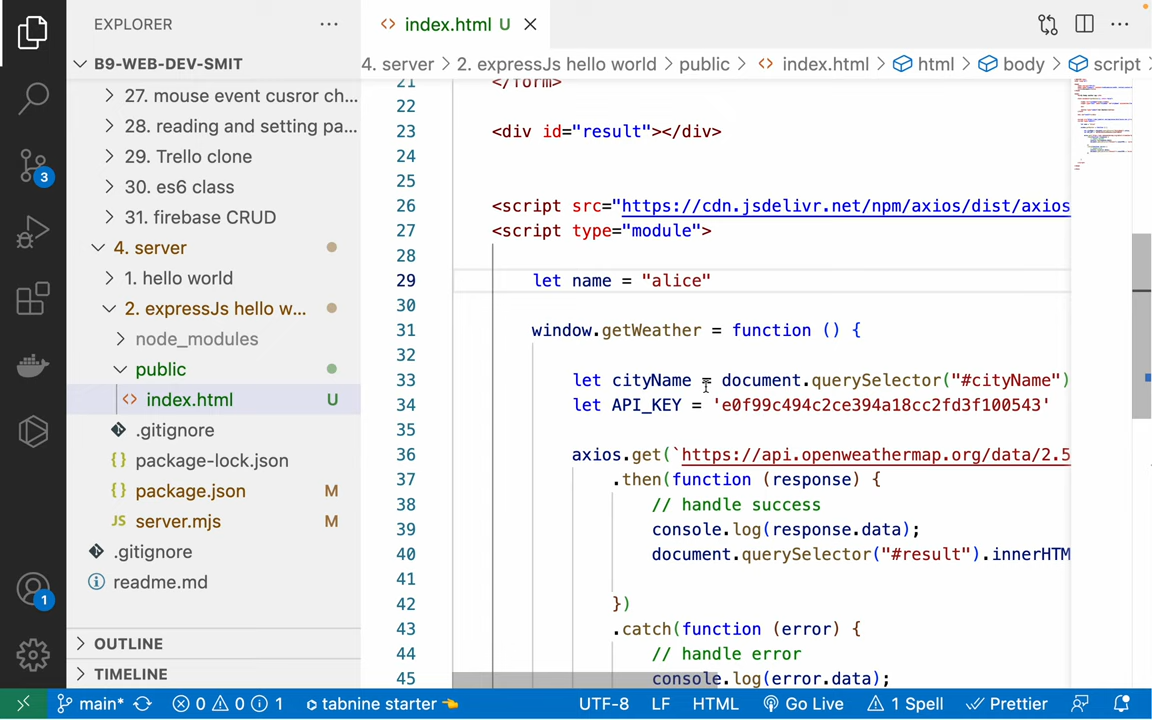 EXPLORER
B9-WEB-DEV-SMIT
27. mouse event cusror ch...
28. reading and setting pa...
29. Trello clone
30. es6 class
31. firebase CRUD
4. server
1. hello world
2. expressJs hello w...
node_modules
public
index.html U
.gitignore
package-lock.json
package.json M
server.mjs M
.gitignore
readme.md
OUTLINE
TIMELINE
3
1
index.html U
4. server > 2. expressJs hello world > public > index.html > html > body > script
21 </form>
22
23 <div id="result"></div>
24
25
26 <script src="https://cdn.jsdelivr.net/npm/axios/dist/axios
27 <script type="module">
28
29 let name = "alice"
30
31 window.getWeather = function () {
32
33 let cityName = document.querySelector("#cityName")
34 let API_KEY = 'e0f99c494c2ce394a18cc2fd3f100543'
35
36 axios.get(`https://api.openweathermap.org/data/2.5
37 .then(function (response) {
38 // handle success
39 console.log(response.data);
40 document.querySelector("#result").innerHTM
41
42 })
43 .catch(function (error) {
44 // handle error
45 console.log(error.data);
main* 0 0 1 tabnine starter UTF-8 LF HTML Go Live 1 Spell Prettier